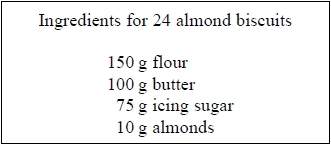 Ingredients for 24 almond biscuits
150 g flour
100 g butter
75 g icing sugar
10 g almonds